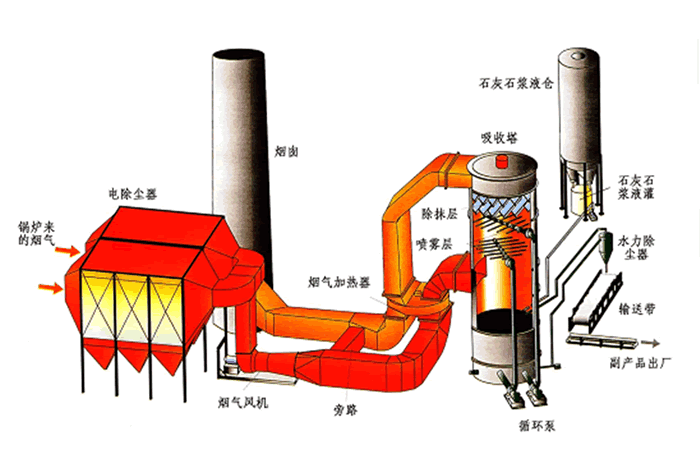 石灰石浆液仓
吸收塔
烟囱
电除尘器
石灰石
浆液灌
除抹层
锅炉来
的烟气
喷雾层
水力除
尘器
烟气加热器
输送带
副产品出厂
烟气风机
旁路
循环泵